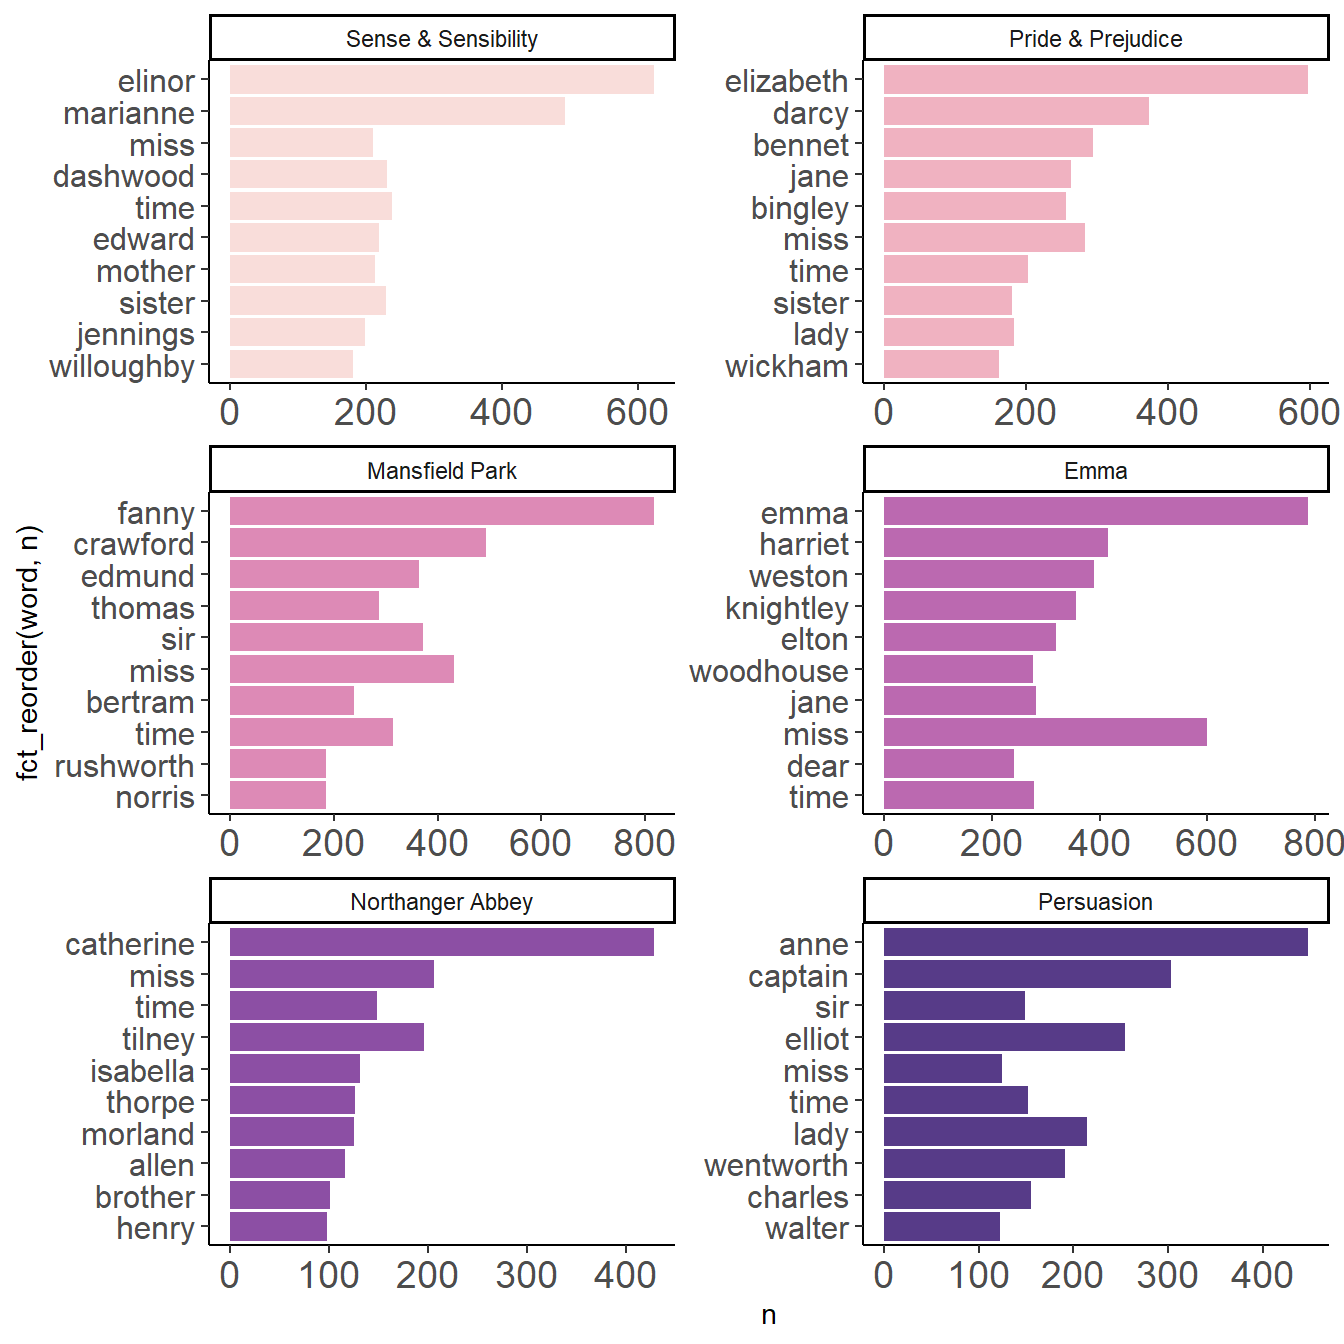 Sense & Sensibility
elinor
marianne
miss
dashwood
time
edward
mother
sister
jennings
willoughby
0 200 400 600
Pride & Prejudice
elizabeth
darcy
bennet
jane
bingley
miss
time
sister
lady
wickham
0 200 400 600
fct_reorder(word, n)
Mansfield Park
fanny
crawford
edmund
thomas
sir
miss
bertram
time
rushworth
norris
0 200 400 600 800
Emma
emma
harriet
weston
knightley
elton
woodhouse
jane
miss
dear
time
0 200 400 600 800
Northanger Abbey
catherine
miss
time
tilney
isabella
thorpe
morland
allen
brother
henry
0 100 200 300 400
Persuasion
anne
captain
sir
elliot
miss
time
lady
wentworth
charles
walter
0 100 200 300 400
n